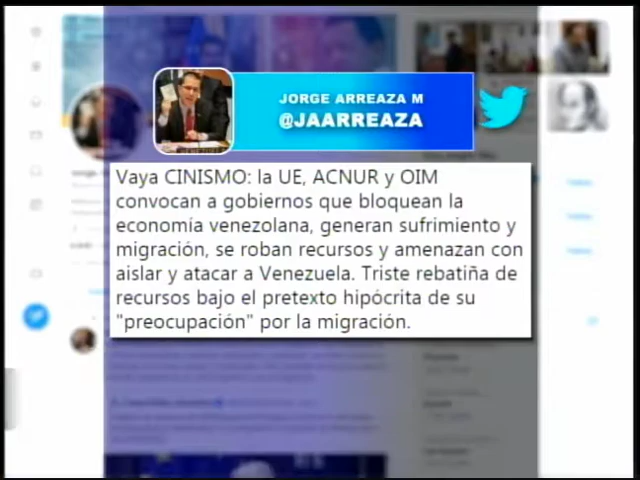 JORGE ARREAZA M
@JAARREAZA
Vaya CINISMO: la UE, ACNUR y OIM
convocan a gobiernos que bloquean la
economía venezolana, generan sufrimiento y
migración, se roban recursos y amenazan con
aislar y atacar a Venezuela. Triste rebatiña de
recursos bajo el pretexto hipócrita de su
"preocupación" por la migración.